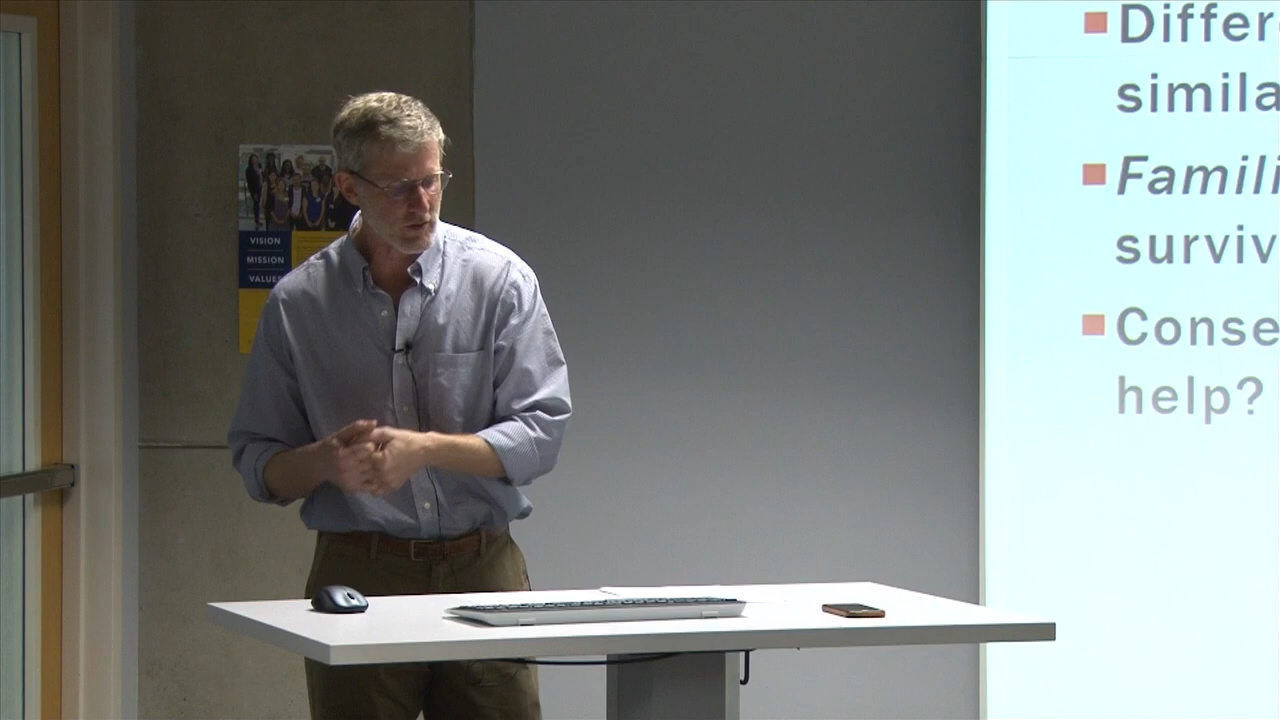 VISION
MISSION
VALUES
Differ
simila
Famili
surviv
Conse
help?